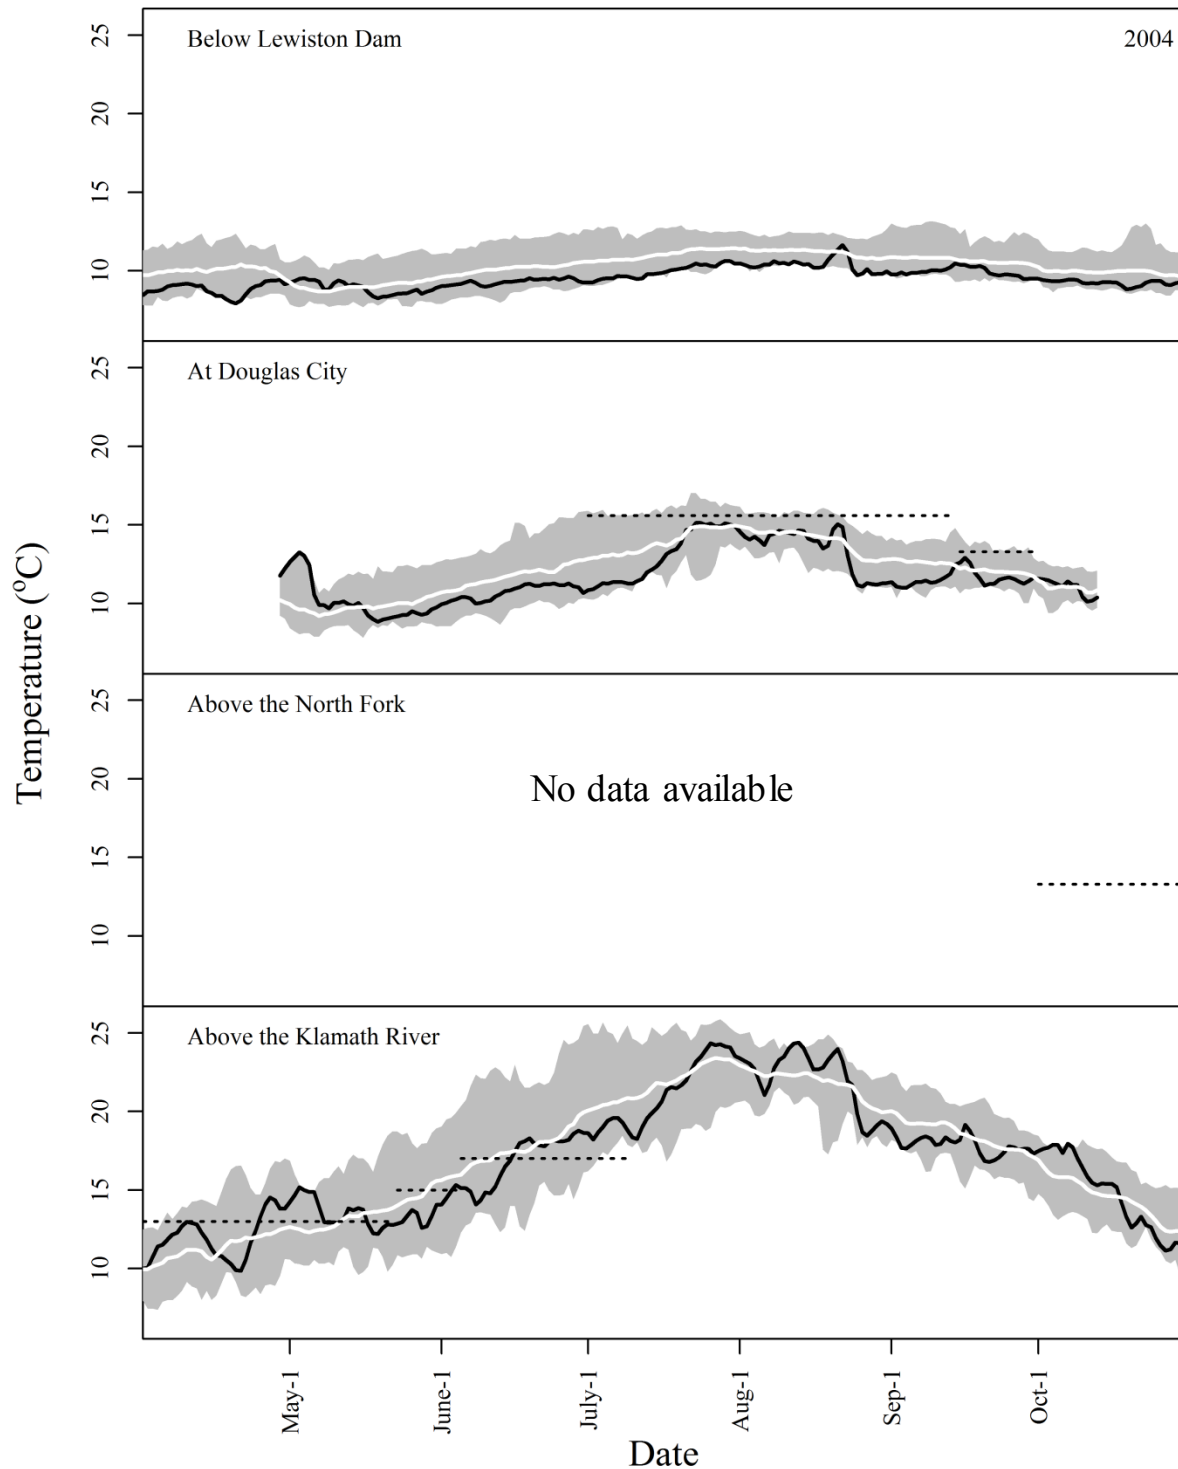 Below Lewiston Dam 2004
25
20
15
10
At Douglas City
25
20
15
10
Above the North Fork
25
20
15
10
No data available
Above the Klamath River
25
20
15
10
Temperature (°C)
May-1
June-1
July-1
Aug-1
Sep-1
Oct-1
Date